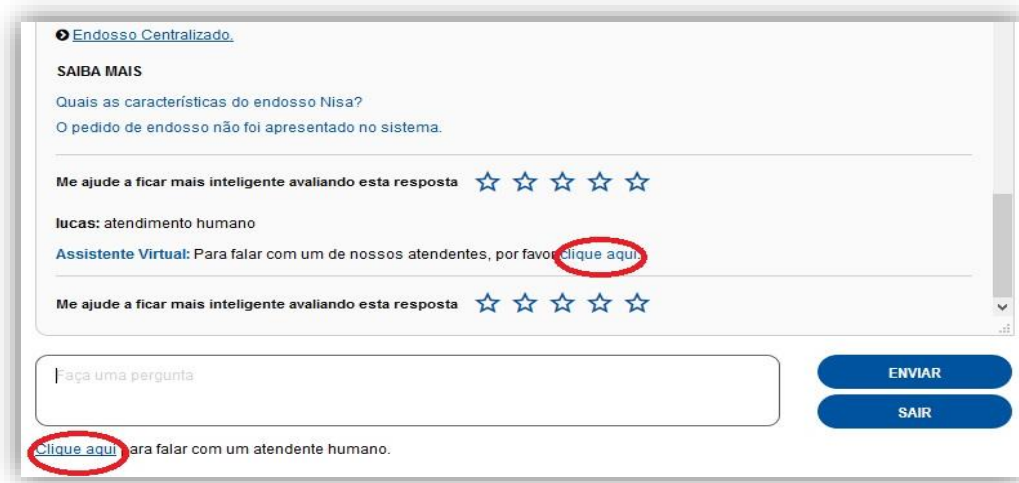 Endosso Centralizado.
SAIBA MAIS
Quais as características do endosso Nisa?
O pedido de endosso não foi apresentado no sistema.
Me ajude a ficar mais inteligente avaliando esta resposta
lucas: atendimento humano
Assistente Virtual: Para falar com um de nossos atendentes, por favor clique aqui.
Me ajude a ficar mais inteligente avaliando esta resposta
Faça uma pergunta
ENVIAR
SAIR
Clique aqui para falar com um atendente humano.